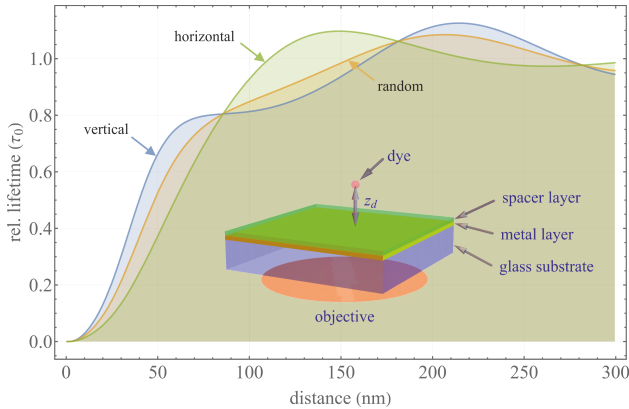 horizontal
vertical
random
dye
z_d
spacer layer
metal layer
glass substrate
objective
rel. lifetime (τ₀)
1.0
0.8
0.6
0.4
0.2
0.0
0
50
100
150
200
250
300
distance (nm)